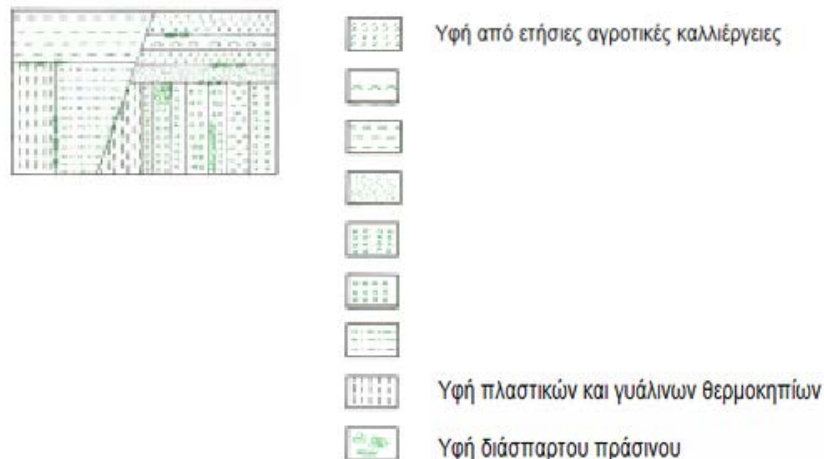 Υφή από ετήσιες αγροτικές καλλιέργειες
Υφή πλαστικών και γυάλινων θερμοκηπίων
Υφή διάσπαρτου πράσινου